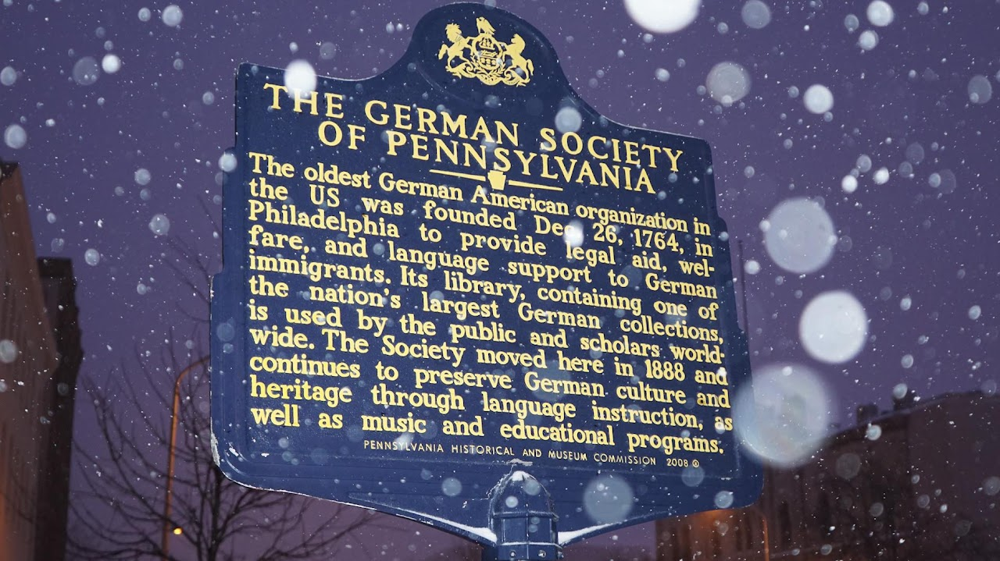 THE GERMAN SOCIETY
OF PENNSYLVANIA
The oldest German American organization in
the US was founded Dec. 26, 1764, in
Philadelphia to provide legal aid, wel-
fare, and language support to German
immigrants. Its library, containing one of
the nation's largest German collections,
is used by the public and scholars world-
wide. The Society moved here in 1888 and
continues to preserve German culture and
heritage through language instruction, as
well as music and educational programs.
PENNSYLVANIA HISTORICAL AND MUSEUM COMMISSION 2008 ®